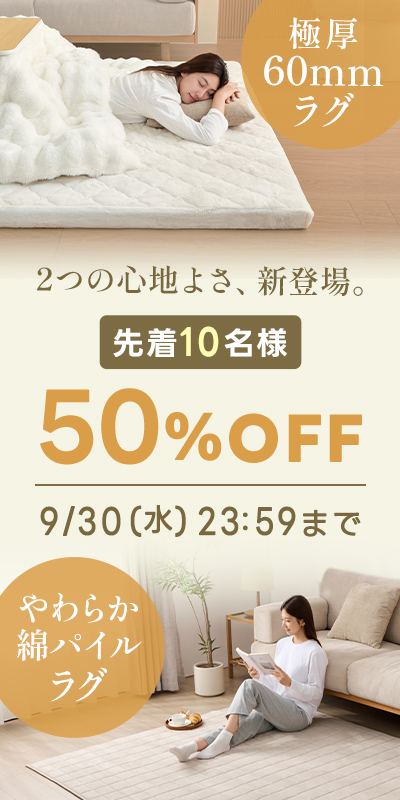 極厚
60mm
ラグ
2つの心地よさ、新登場。
先着10名様
50%OFF
9/30(水) 23:59まで
やわらか
綿パイル
ラグ